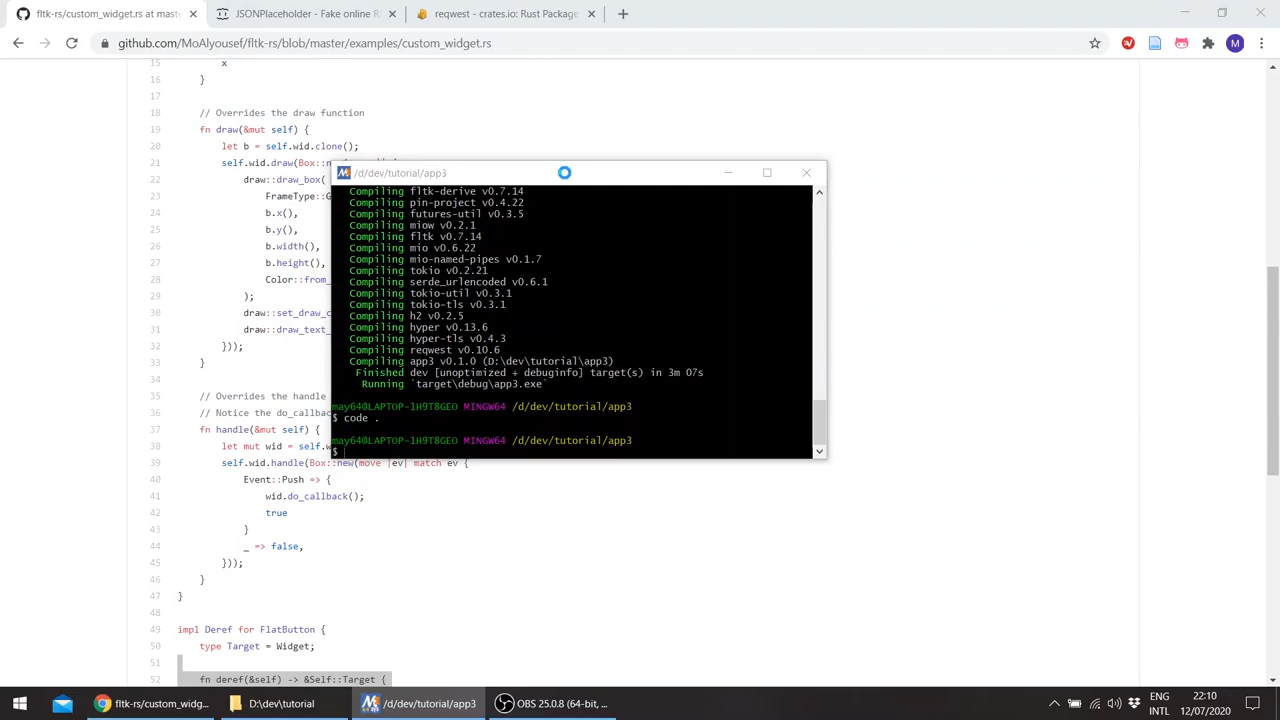 fltk-rs/custom_widget.rs at mast
JSONPlaceholder - Fake online R
reqwest - crates.io: Rust Package
github.com/MoAlyousef/fltk-rs/blob/master/examples/custom_widget.rs
M
15 x
16 }
17
18 // Overrides the draw function
19 fn draw(&mut self) {
20 let b = self.wid.clone();
21 self.wid.draw(Box::
22 draw::draw_box(
23 FrameType::
24 b.x(),
25 b.y(),
26 b.width(),
27 b.height(),
28 Color::from_
29 );
30 draw::set_draw_c
31 draw::draw_text_
32 }));
33 }
34
35 // Overrides the handle
36 // Notice the do_callba
37 fn handle(&mut self) {
38 let mut wid = self.w
39 self.wid.handle(Box::new(move |ev| match ev {
40 Event::Push => {
41 wid.do_callback();
42 true
43 }
44 _ => false,
45 }));
46 }
47 }
48
49 impl Deref for FlatButton {
50 type Target = Widget;
51
52 fn deref(&self) -> &Self::Target {
/d/dev/tutorial/app3
Compiling fltk-derive v0.7.14
Compiling pin-project v0.4.22
Compiling futures-util v0.3.5
Compiling miow v0.2.1
Compiling fltk v0.7.14
Compiling mio v0.6.22
Compiling mio-named-pipes v0.1.7
Compiling tokio v0.2.21
Compiling serde_urlencoded v0.6.1
Compiling tokio-util v0.3.1
Compiling tokio-tls v0.3.1
Compiling h2 v0.2.5
Compiling hyper v0.13.6
Compiling hyper-tls v0.4.3
Compiling reqwest v0.10.6
Compiling app3 v0.1.0 (D:\dev\tutorial\app3)
Finished dev [unoptimized + debuginfo] target(s) in 3m 07s
Running `target\debug\app3.exe`
may64@LAPTOP-1H9T8GEO MINGW64 /d/dev/tutorial/app3
$ code .
may64@LAPTOP-1H9T8GEO MINGW64 /d/dev/tutorial/app3
$
fltk-rs/custom_widg...
D:\dev\tutorial
/d/dev/tutorial/app3
OBS 25.0.8 (64-bit, ...
ENG
INTL
22:10
12/07/2020